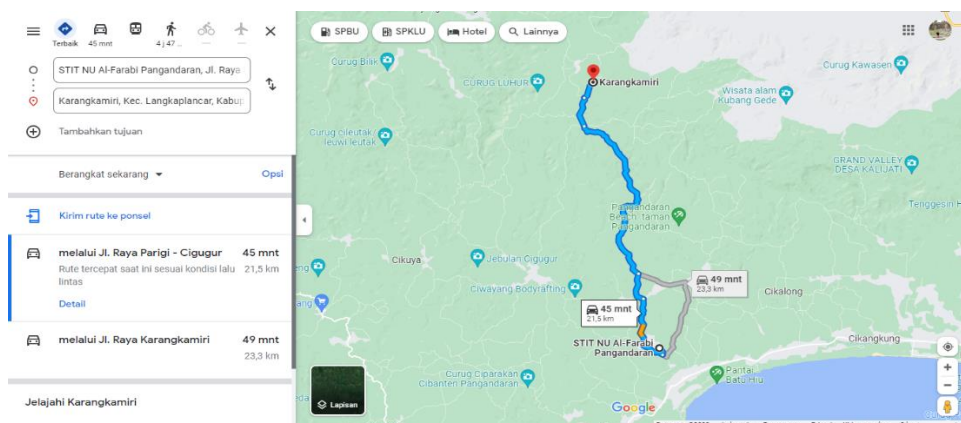 Terbaik
45 mnt
4 j 47 ..
STIT NU Al-Farabi Pangandaran, Jl. Raya
Karangkamiri, Kec. Langkaplancar, Kabu
Tambahkan tujuan
Berangkat sekarang
Opsi
Kirim rute ke ponsel
melalui Jl. Raya Parigi - Cigugur 45 mnt
Rute tercepat saat ini sesuai kondisi lalu 21,5 km
lintas
Detail
melalui Jl. Raya Karangkamiri 49 mnt
23,3 km
Jelajahi Karangkamiri
SPBU
SPKLU
Hotel
Lainnya
Curug Bilik
CURUG LUHUR
Karangkamiri
Curug Kawasen
Wisata alam
Kubang Gede
Curug cileutak
leuwi leutak
GRAND VALLEY
DESA KALIJATI
Tenggesin H
Pangandaran
Beach taman
Pangandaran
Cikuya
Jebulan Cigugur
Ciwayang Bodyrafting
49 mnt
23,3 km
Cikalong
45 mnt
21,5 km
STIT NU Al-Farabi
Pangandaran
Cikangkung
Curug Ciparakan
Cibanten Pangandaran
Pantai
Batu Hiu
Lapisan
Google